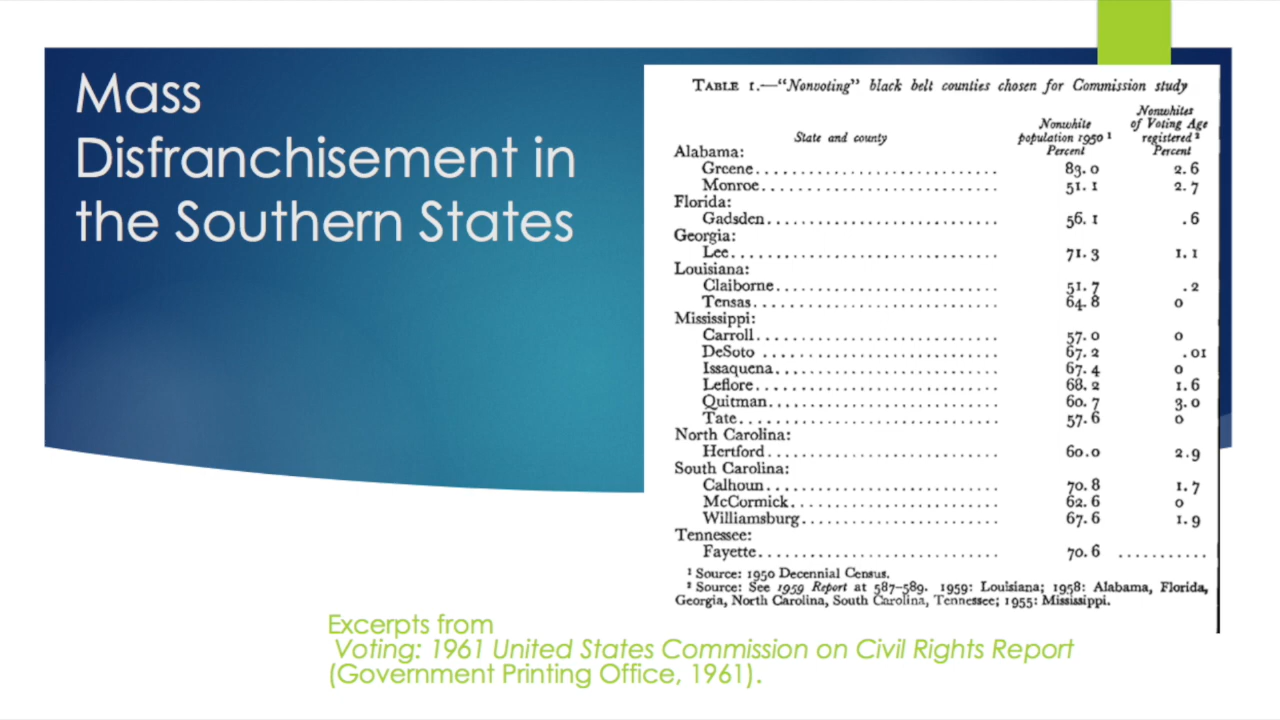 Mass
Disfranchisement in
the Southern States
TABLE 1.—“Nonvoting” black belt counties chosen for Commission study
State and county
Nonwhite
population 1950 ¹
Percent
Nonwhites
of Voting Age
registered ²
Percent
Alabama:
Greene 83.0 2.6
Monroe 51.1 2.7
Florida:
Gadsden 56.1 .6
Georgia:
Lee 71.3 1.1
Louisiana:
Claiborne 51.7 .2
Tensas 64.8 0
Mississippi:
Carroll 57.0 0
DeSoto 67.2 .01
Issaquena 67.4 0
Leflore 68.2 1.6
Quitman 60.7 3.0
Tate 57.6 0
North Carolina:
Hertford 60.0 2.9
South Carolina:
Calhoun 70.8 1.7
McCormick 62.6 0
Williamsburg 67.6 1.9
Tennessee:
Fayette 70.6 ...........
¹ Source: 1950 Decennial Census.
² Source: See 1959 Report at 587–589. 1959: Louisiana; 1958: Alabama, Florida,
Georgia, North Carolina, South Carolina, Tennessee; 1955: Mississippi.
Excerpts from
Voting: 1961 United States Commission on Civil Rights Report
(Government Printing Office, 1961).